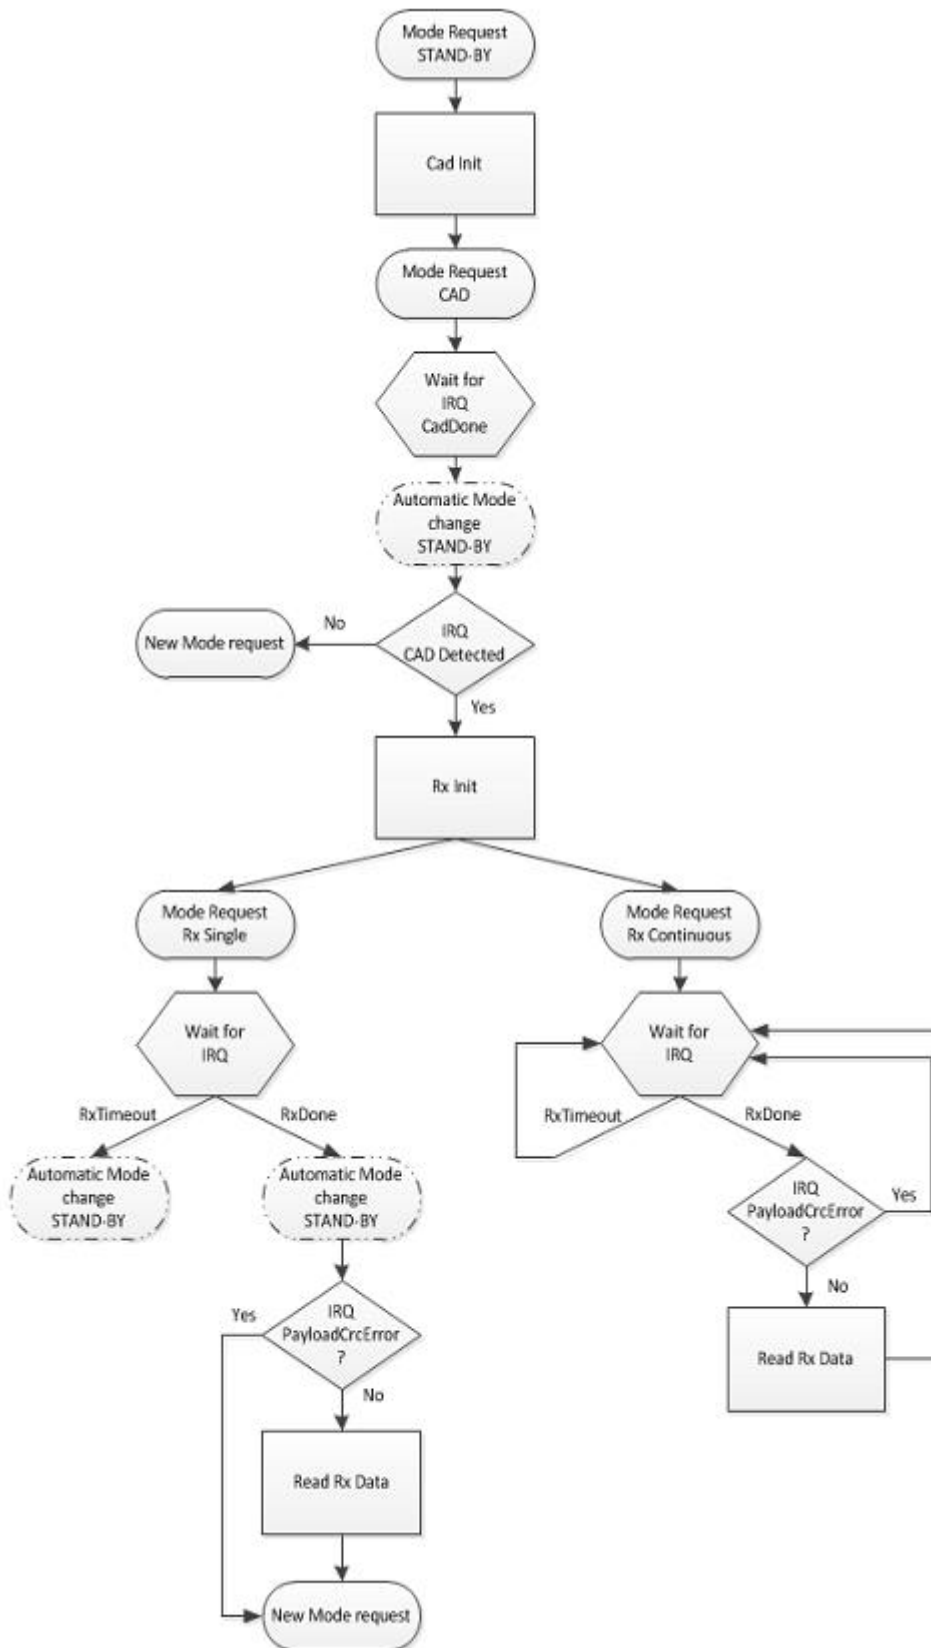 Mode Request
STAND-BY
Cad Init
Mode Request
CAD
Wait for
IRQ
CadDone
Automatic Mode
change
STAND-BY
No
New Mode request
IRQ
CAD Detected
Yes
Rx Init
Mode Request
Rx Single
Mode Request
Rx Continuous
Wait for
IRQ
Wait for
IRQ
RxTimeout
RxDone
RxTimeout
RxDone
Automatic Mode
change
STAND-BY
Automatic Mode
change
STAND-BY
IRQ
PayloadCrcError
?
Yes
No
Yes
IRQ
PayloadCrcError
?
No
Read Rx Data
Read Rx Data
New Mode request